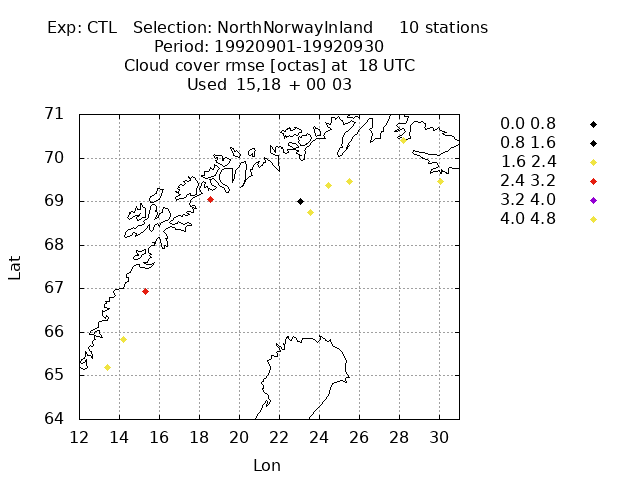 Exp: CTL   Selection: NorthNorwayInland     10 stations
Period: 19920901-19920930
Cloud cover rmse [octas] at  18 UTC
Used  15,18 + 00 03
71
70
69
68
67
66
65
64
Lat
12 14 16 18 20 22 24 26 28 30
Lon
0.0 0.8
0.8 1.6
1.6 2.4
2.4 3.2
3.2 4.0
4.0 4.8